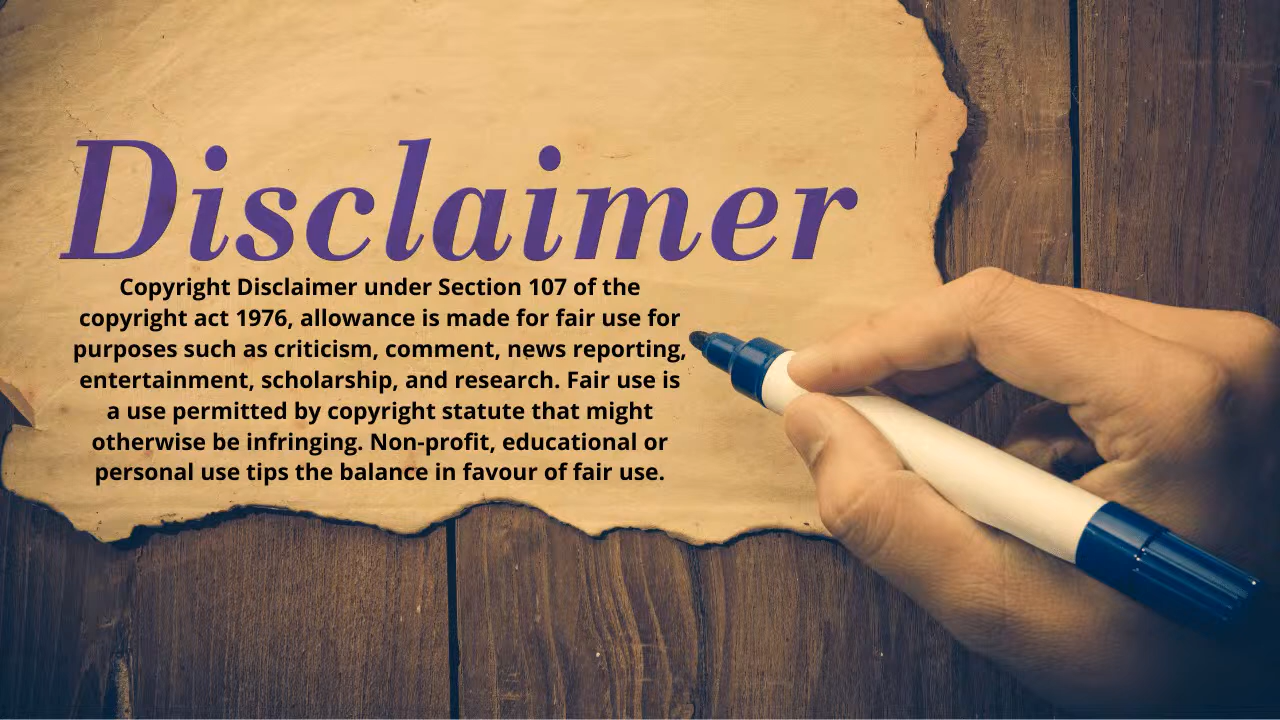 Disclaimer
Copyright Disclaimer under Section 107 of the
copyright act 1976, allowance is made for fair use for
purposes such as criticism, comment, news reporting,
entertainment, scholarship, and research. Fair use is
a use permitted by copyright statute that might
otherwise be infringing. Non-profit, educational or
personal use tips the balance in favour of fair use.